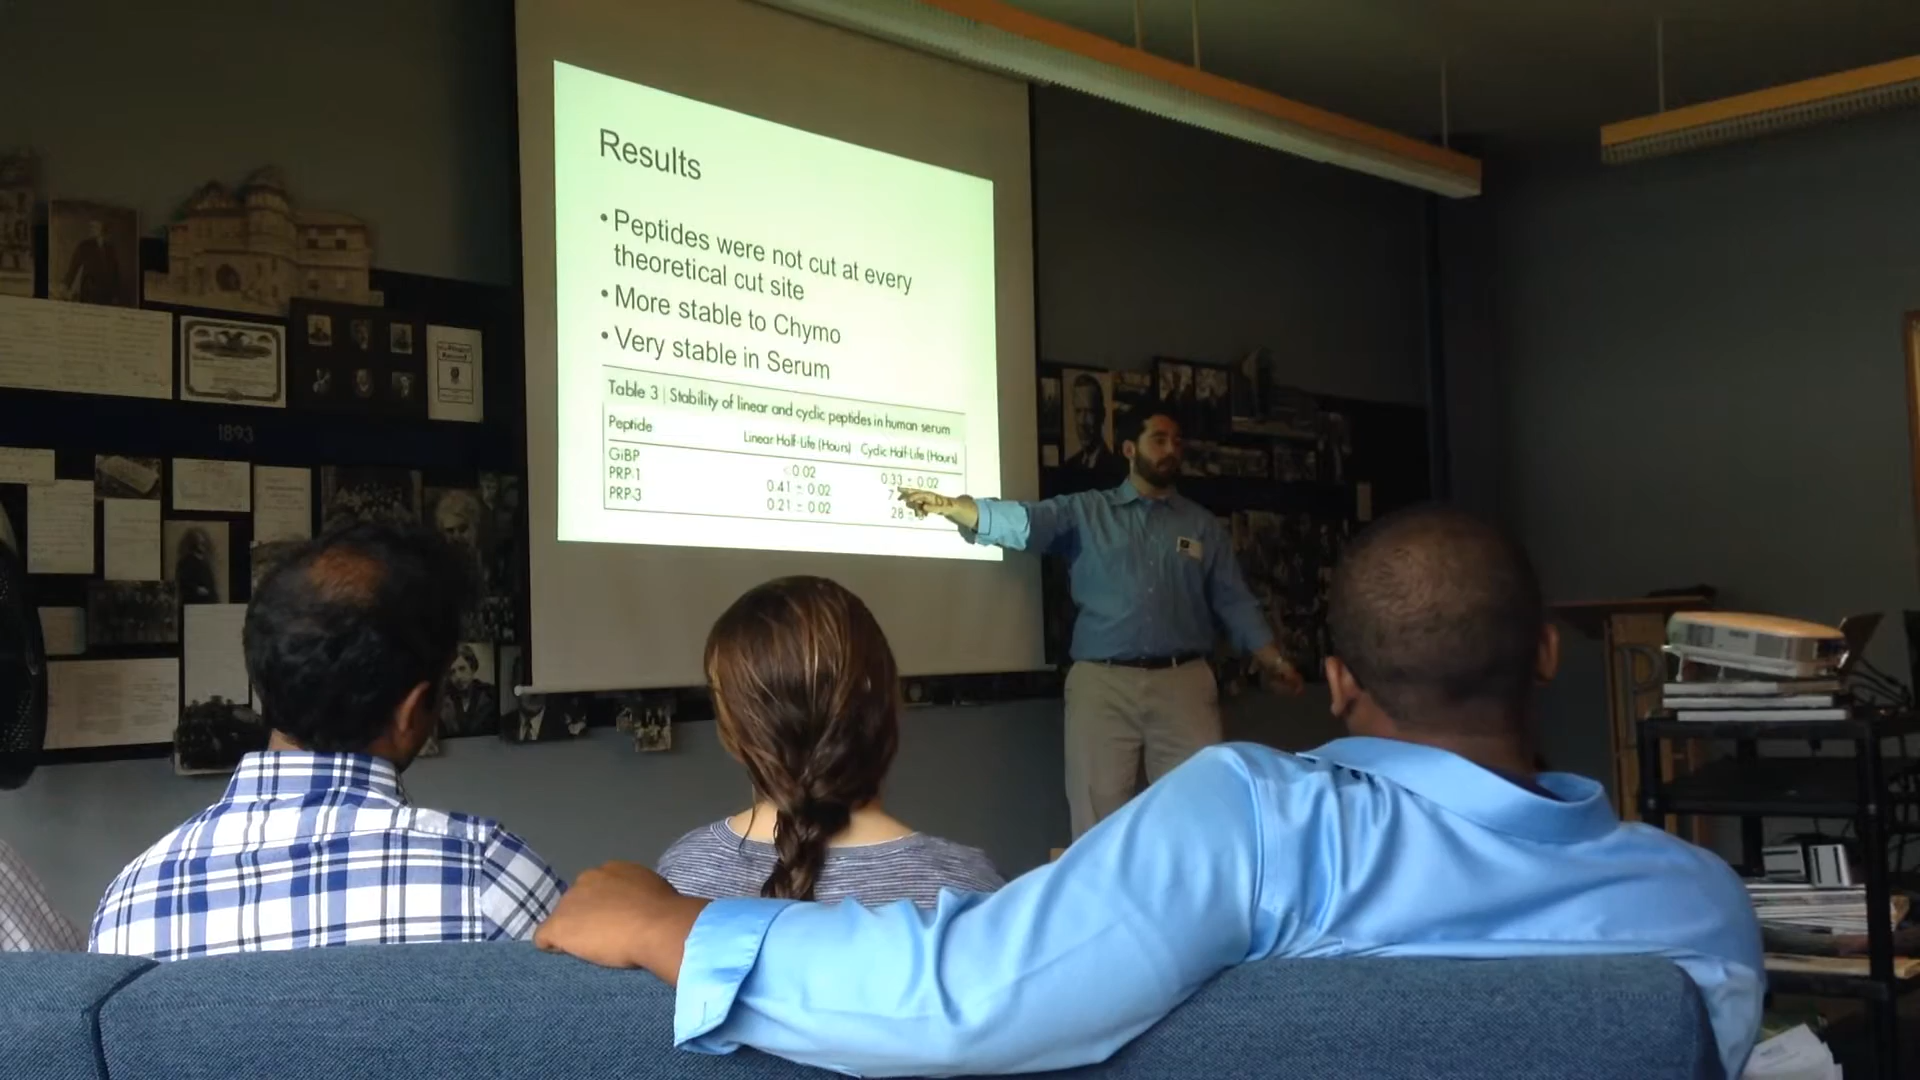 Results
• Peptides were not cut at every
theoretical cut site
• More stable to Chymo
• Very stable in Serum
Table 3 | Stability of linear and cyclic peptides in human serum
Peptide Linear Half-Life (Hours) Cyclic Half-Life (Hours)
GiBP <0.02 0.33 ± 0.02
PRP-1 0.41 ± 0.02 7
PRP-3 0.21 ± 0.02 28 ±
1893